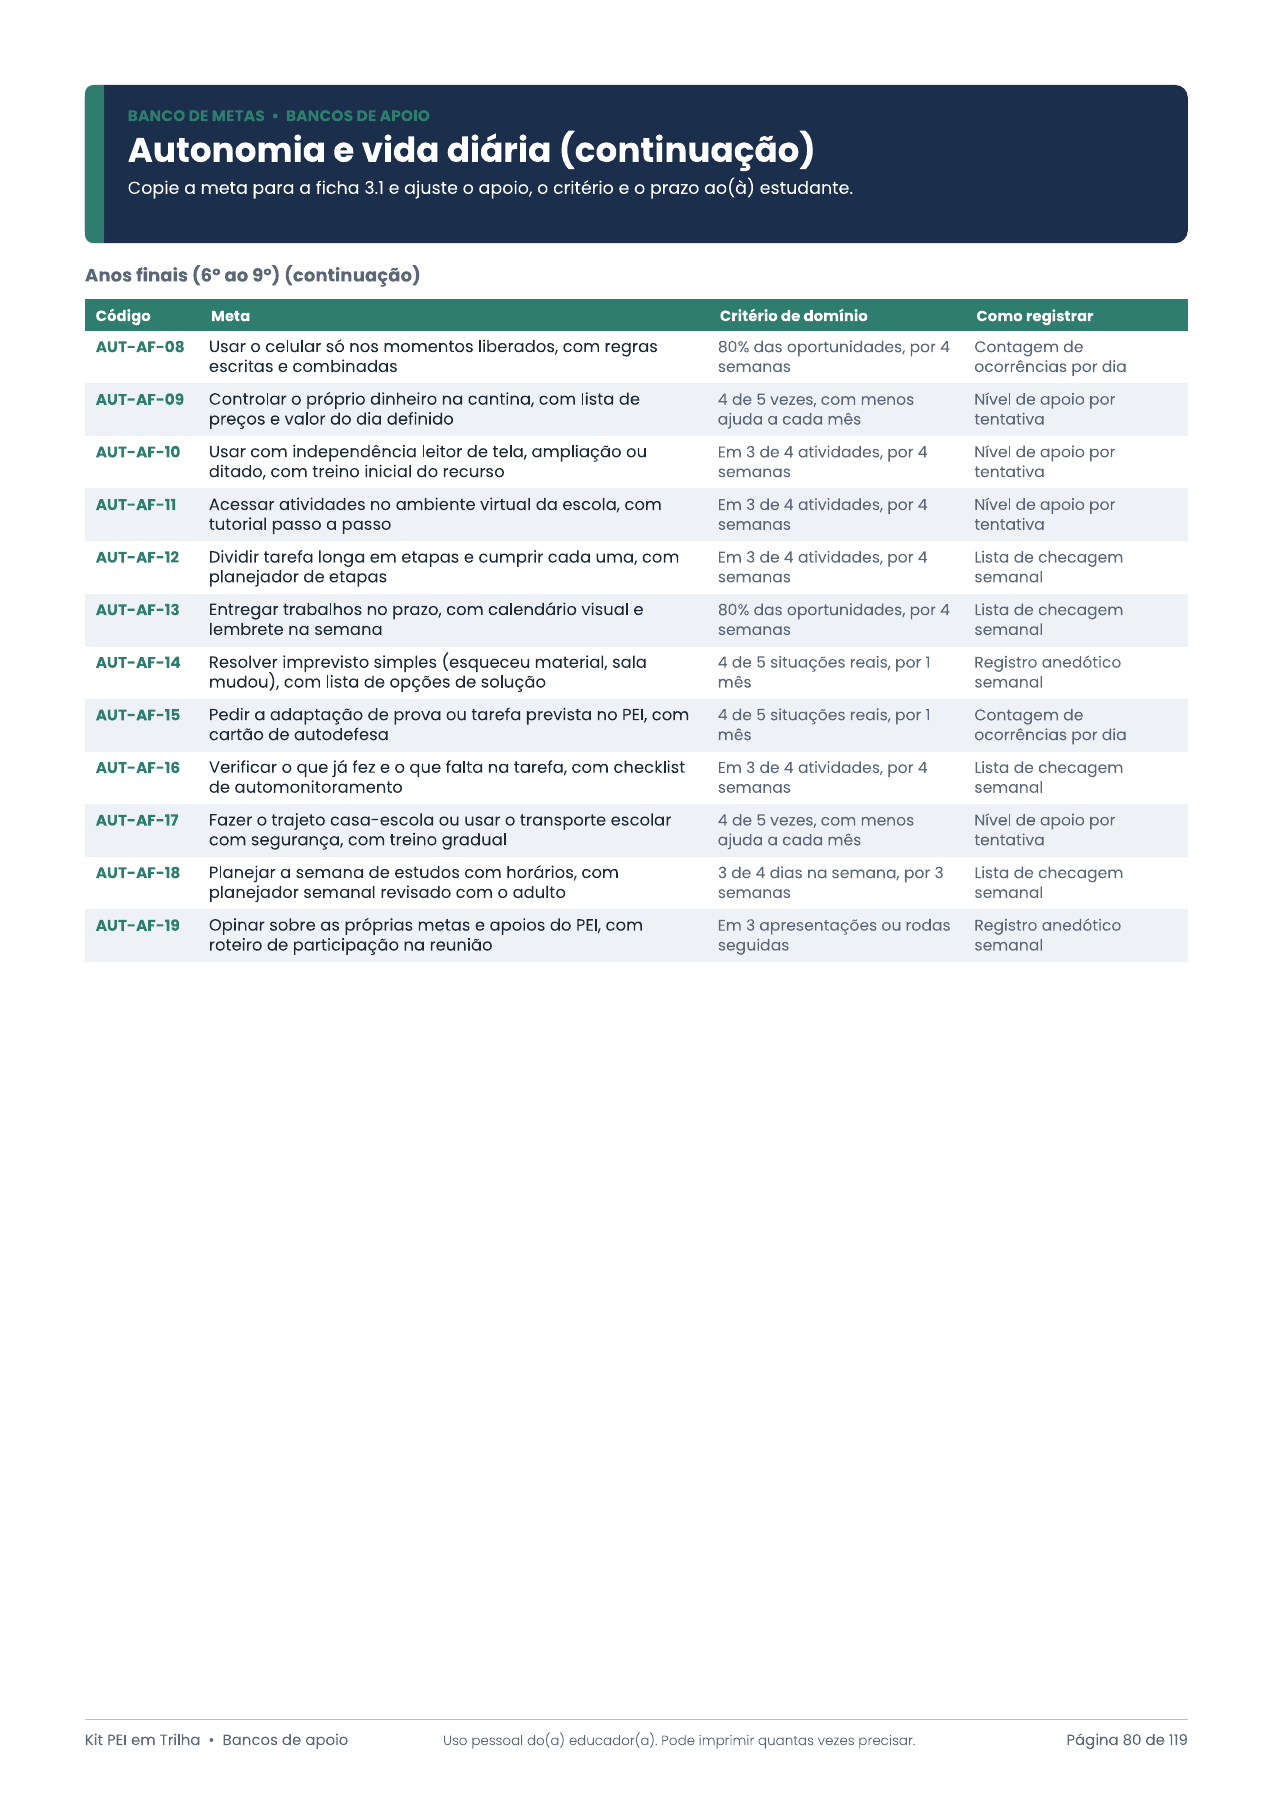 BANCO DE METAS • BANCOS DE APOIO
Autonomia e vida diária (continuação)
Copie a meta para a ficha 3.1 e ajuste o apoio, o critério e o prazo ao(à) estudante.
Anos finais (6º ao 9º) (continuação)
Código Meta Critério de domínio Como registrar
AUT-AF-08 Usar o celular só nos momentos liberados, com regras 80% das oportunidades, por 4 Contagem de
escritas e combinadas semanas ocorrências por dia
AUT-AF-09 Controlar o próprio dinheiro na cantina, com lista de 4 de 5 vezes, com menos Nível de apoio por
preços e valor do dia definido ajuda a cada mês tentativa
AUT-AF-10 Usar com independência leitor de tela, ampliação ou Em 3 de 4 atividades, por 4 Nível de apoio por
ditado, com treino inicial do recurso semanas tentativa
AUT-AF-11 Acessar atividades no ambiente virtual da escola, com Em 3 de 4 atividades, por 4 Nível de apoio por
tutorial passo a passo semanas tentativa
AUT-AF-12 Dividir tarefa longa em etapas e cumprir cada uma, com Em 3 de 4 atividades, por 4 Lista de checagem
planejador de etapas semanas semanal
AUT-AF-13 Entregar trabalhos no prazo, com calendário visual e 80% das oportunidades, por 4 Lista de checagem
lembrete na semana semanas semanal
AUT-AF-14 Resolver imprevisto simples (esqueceu material, sala 4 de 5 situações reais, por 1 Registro anedótico
mudou), com lista de opções de solução mês semanal
AUT-AF-15 Pedir a adaptação de prova ou tarefa prevista no PEI, com 4 de 5 situações reais, por 1 Contagem de
cartão de autodefesa mês ocorrências por dia
AUT-AF-16 Verificar o que já fez e o que falta na tarefa, com checklist Em 3 de 4 atividades, por 4 Lista de checagem
de automonitoramento semanas semanal
AUT-AF-17 Fazer o trajeto casa-escola ou usar o transporte escolar 4 de 5 vezes, com menos Nível de apoio por
com segurança, com treino gradual ajuda a cada mês tentativa
AUT-AF-18 Planejar a semana de estudos com horários, com 3 de 4 dias na semana, por 3 Lista de checagem
planejador semanal revisado com o adulto semanas semanal
AUT-AF-19 Opinar sobre as próprias metas e apoios do PEI, com Em 3 apresentações ou rodas Registro anedótico
roteiro de participação na reunião seguidas semanal
Kit PEI em Trilha • Bancos de apoio Uso pessoal do(a) educador(a). Pode imprimir quantas vezes precisar. Página 80 de 119